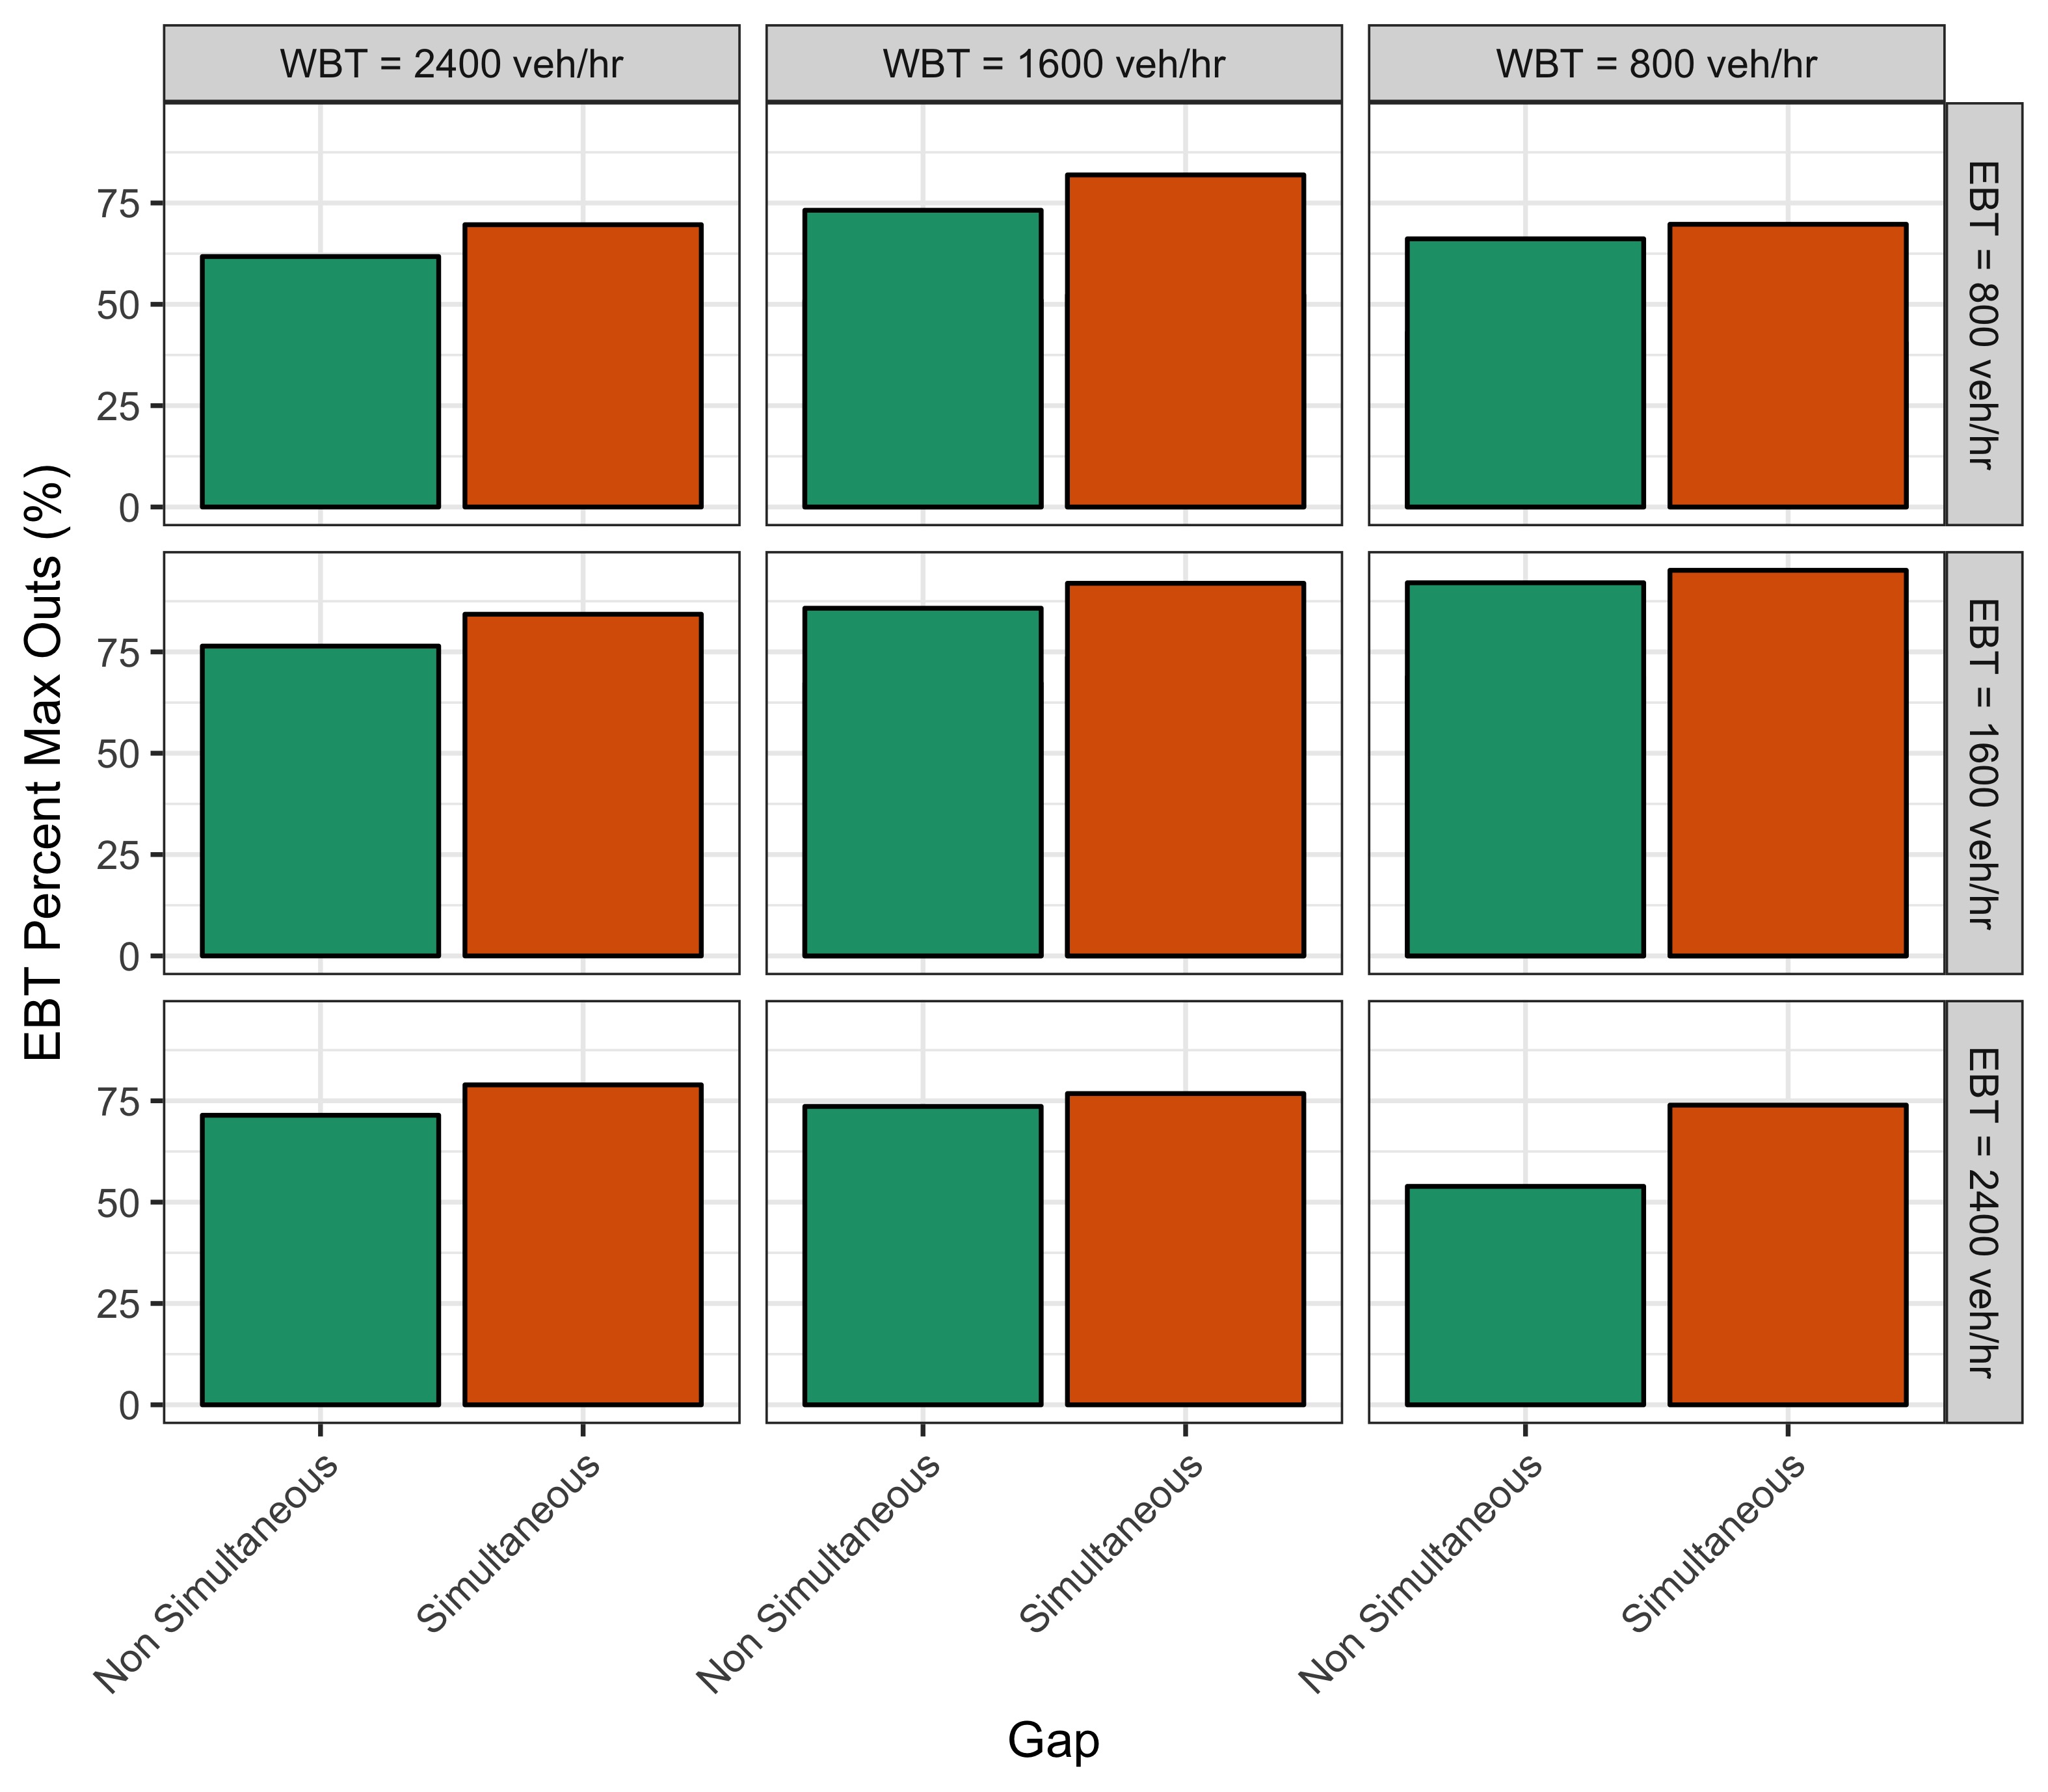 WBT = 2400 veh/hr
WBT = 1600 veh/hr
WBT = 800 veh/hr
EBT Percent Max Outs (%)
75
50
25
0
EBT = 800 veh/hr
75
50
25
0
EBT = 1600 veh/hr
75
50
25
0
EBT = 2400 veh/hr
Non Simultaneous
Simultaneous
Non Simultaneous
Simultaneous
Non Simultaneous
Simultaneous
Gap